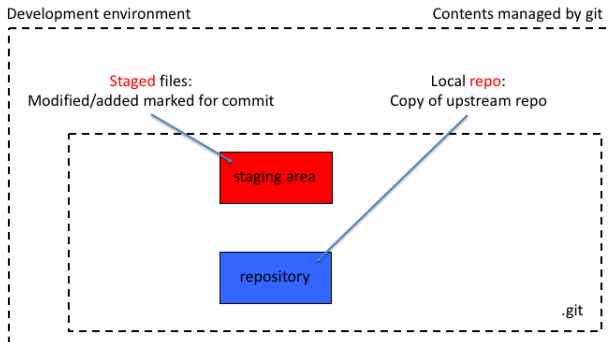 Development environment
Contents managed by git
Staged files:
Modified/added marked for commit
Local repo:
Copy of upstream repo
staging area
repository
.git